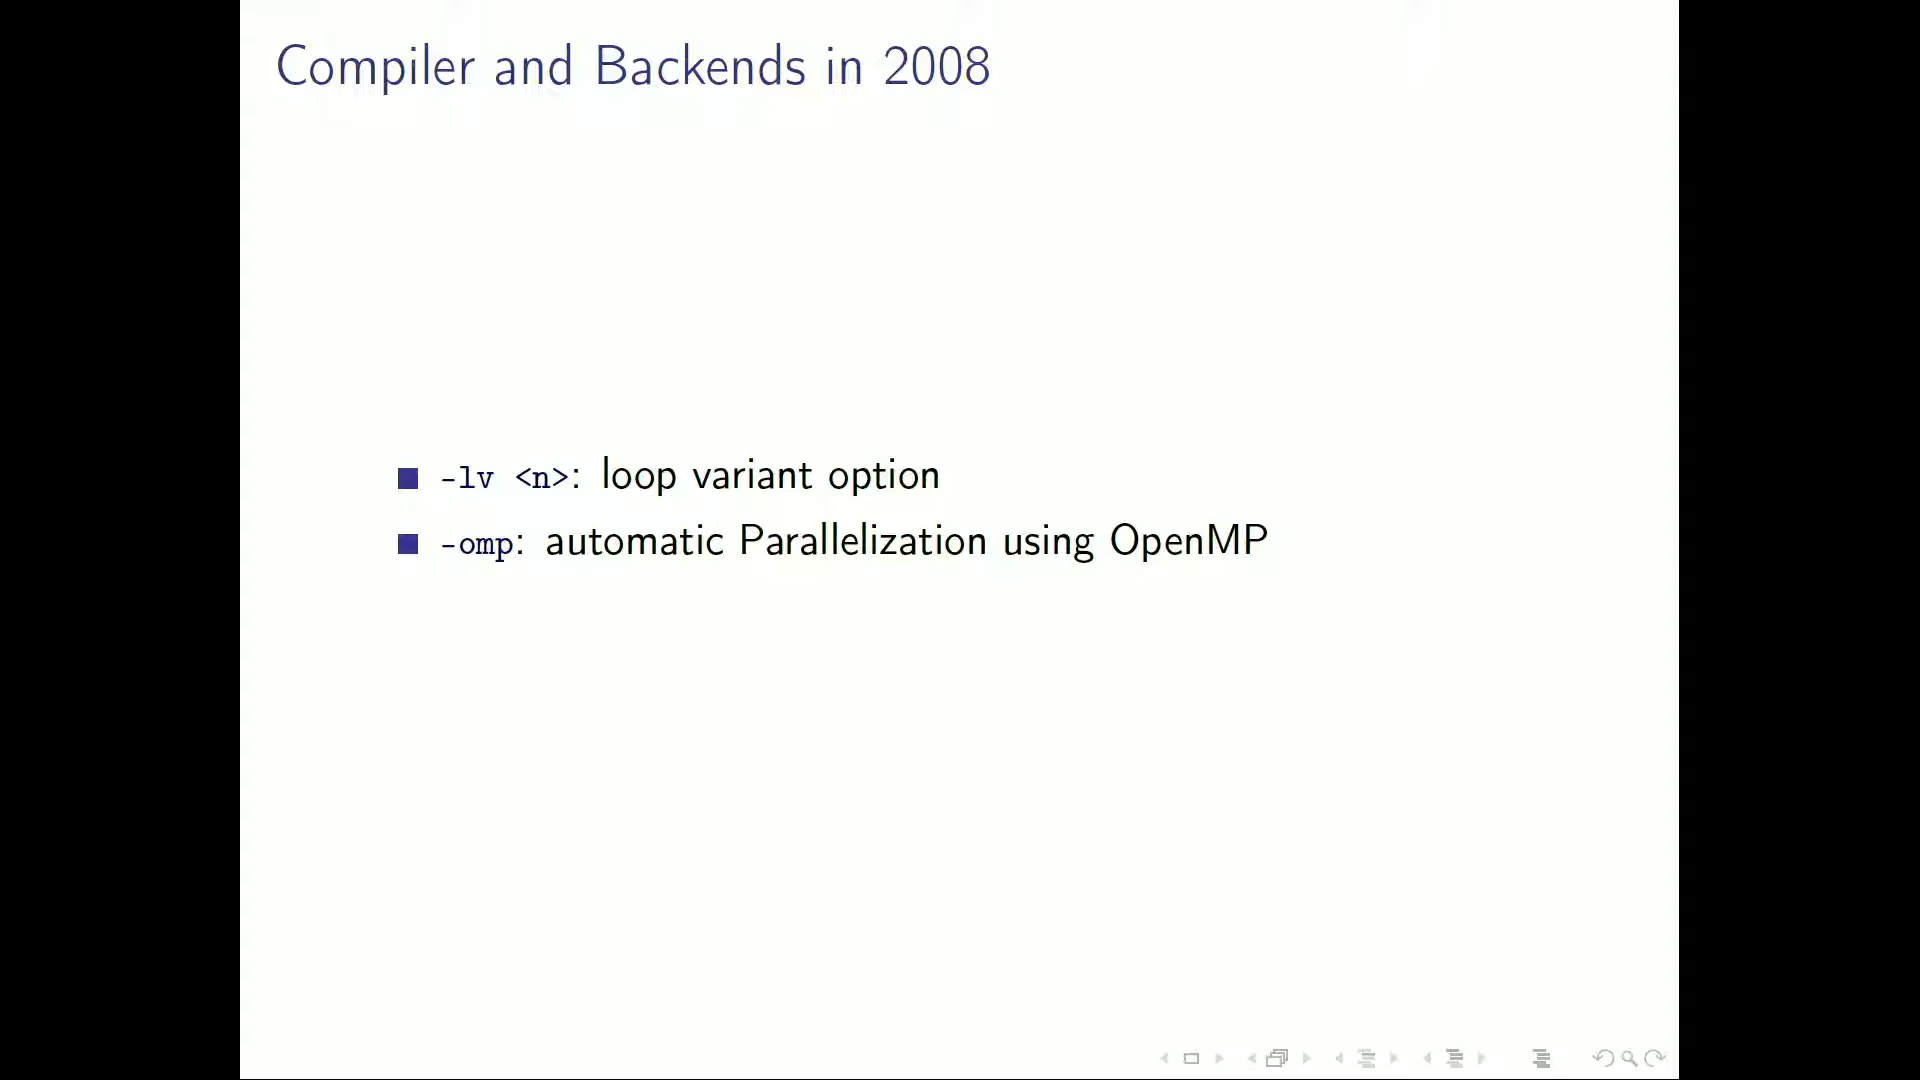 Compiler and Backends in 2008
-lv <n>: loop variant option
-omp: automatic Parallelization using OpenMP